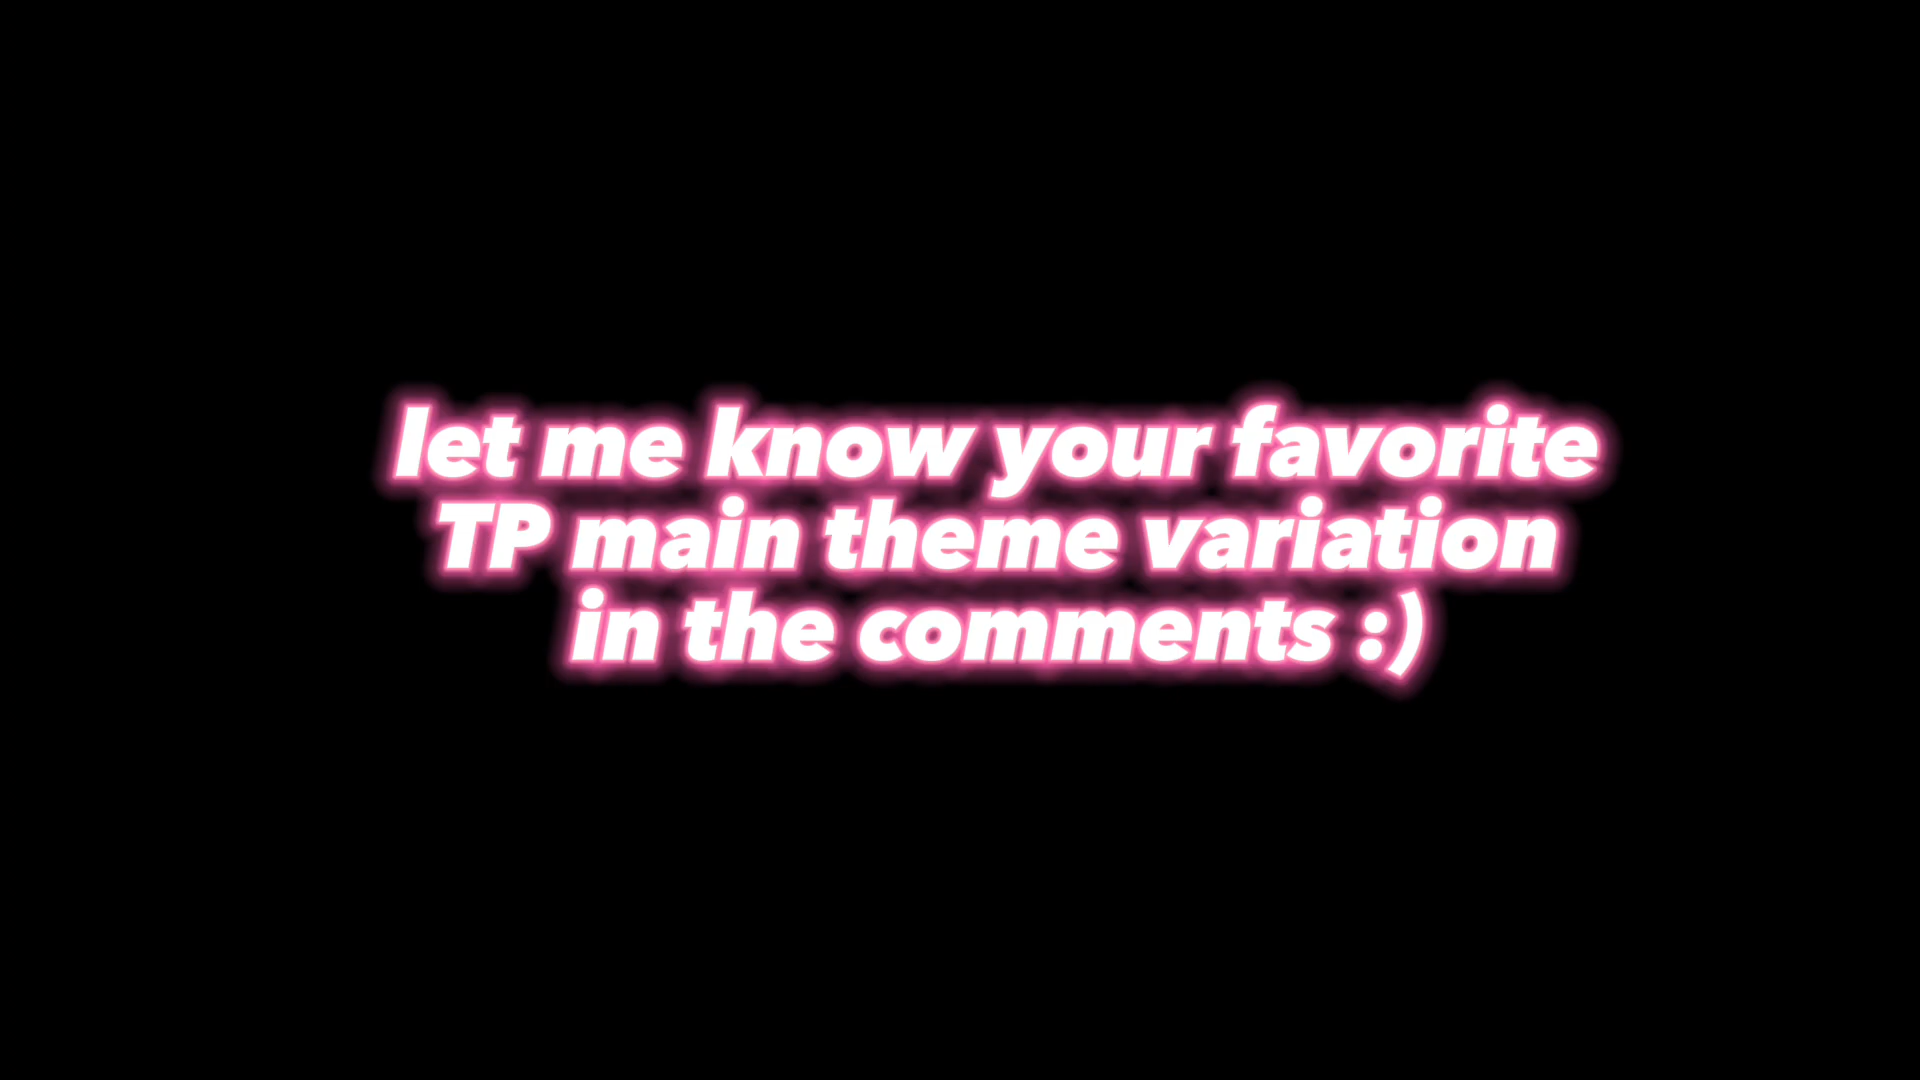 let me know your favorite
TP main theme variation
in the comments :)